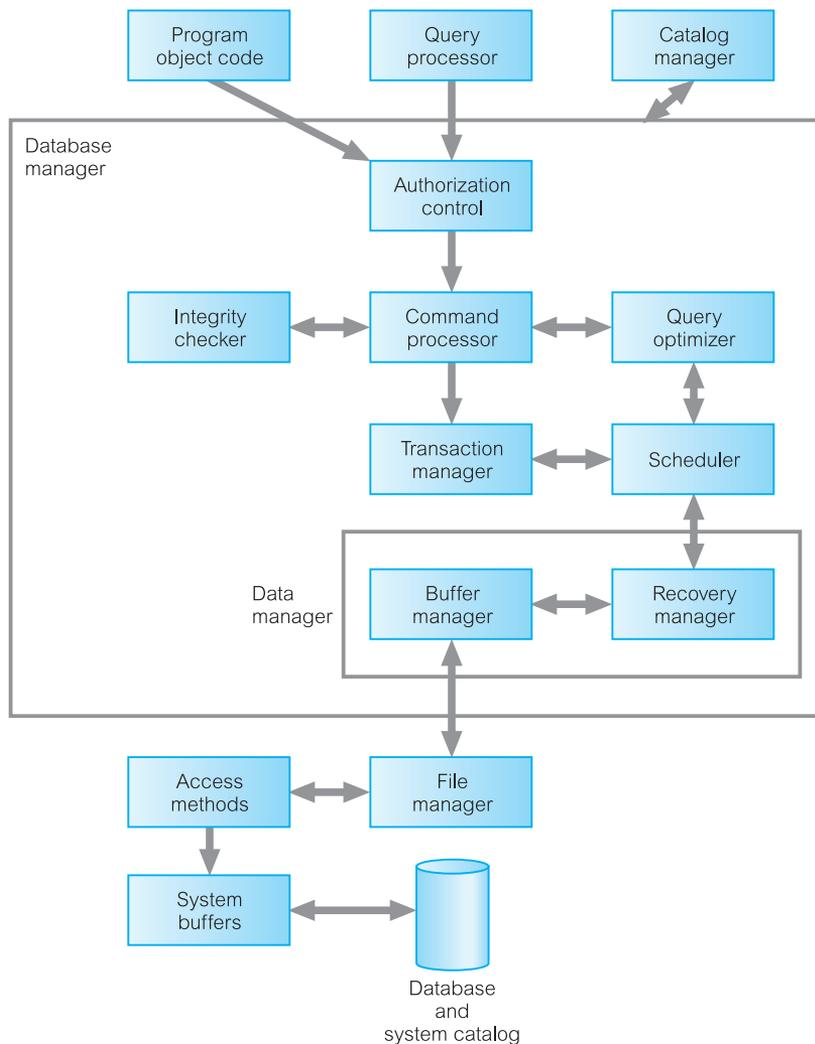 Program
object code
Query
processor
Catalog
manager
Database
manager
Authorization
control
Integrity
checker
Command
processor
Query
optimizer
Transaction
manager
Scheduler
Data
manager
Buffer
manager
Recovery
manager
Access
methods
File
manager
System
buffers
Database
and
system catalog